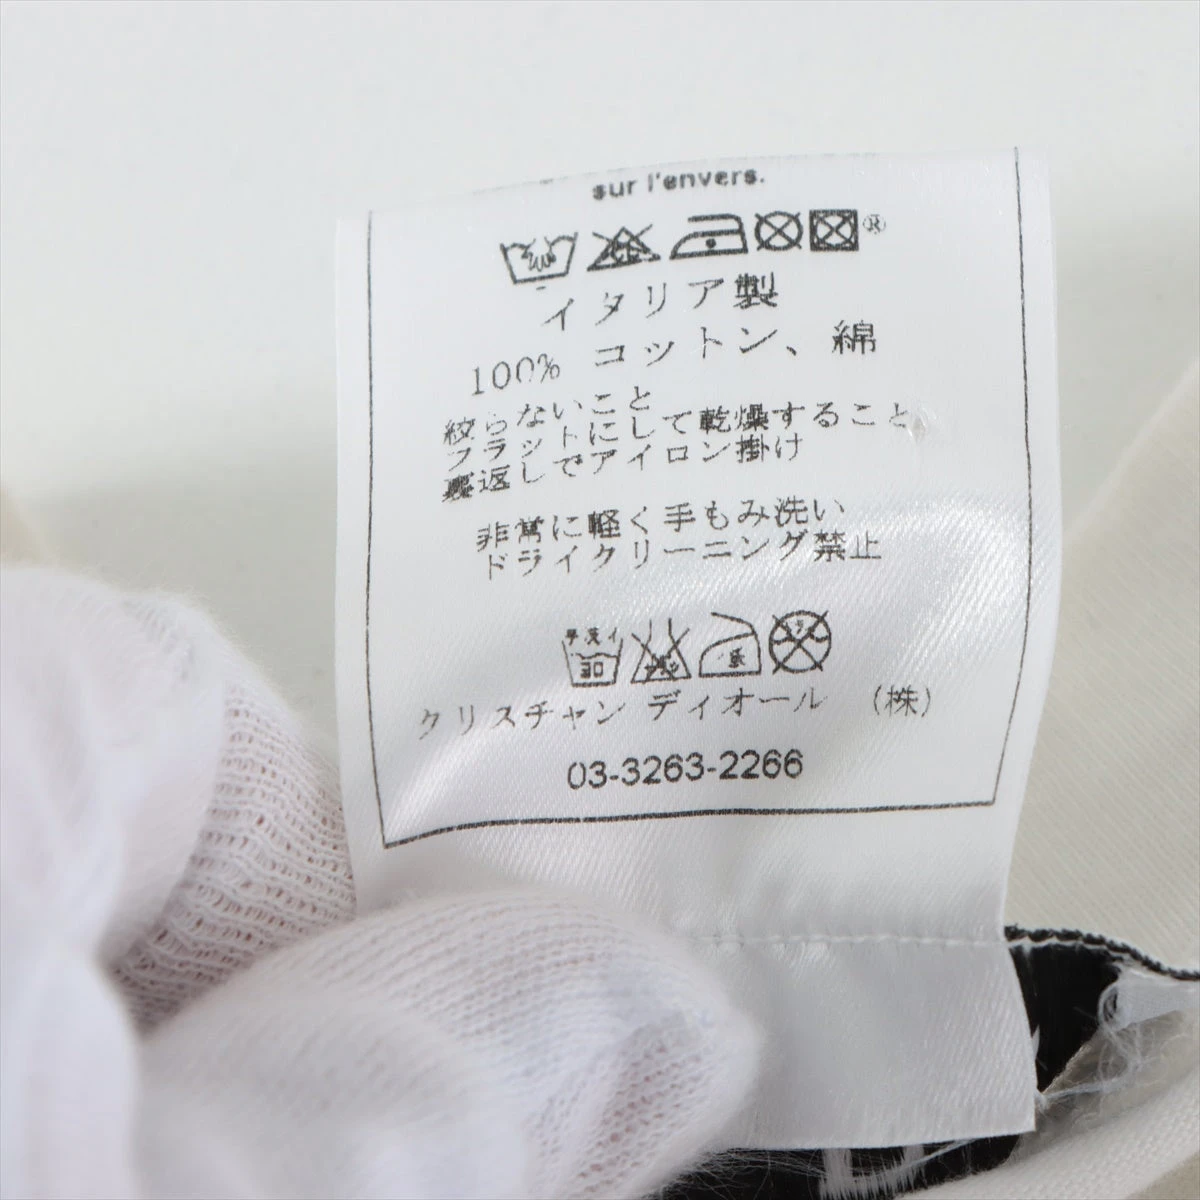 sur l'envers.
イタリア製
100% コットン、綿
絞らないこと
フラットにして乾燥すること
裏返しでアイロン掛け
非常に軽く手もみ洗い
ドライクリーニング禁止
手洗イ
クリスチャン ディオール (株)
03-3263-2266